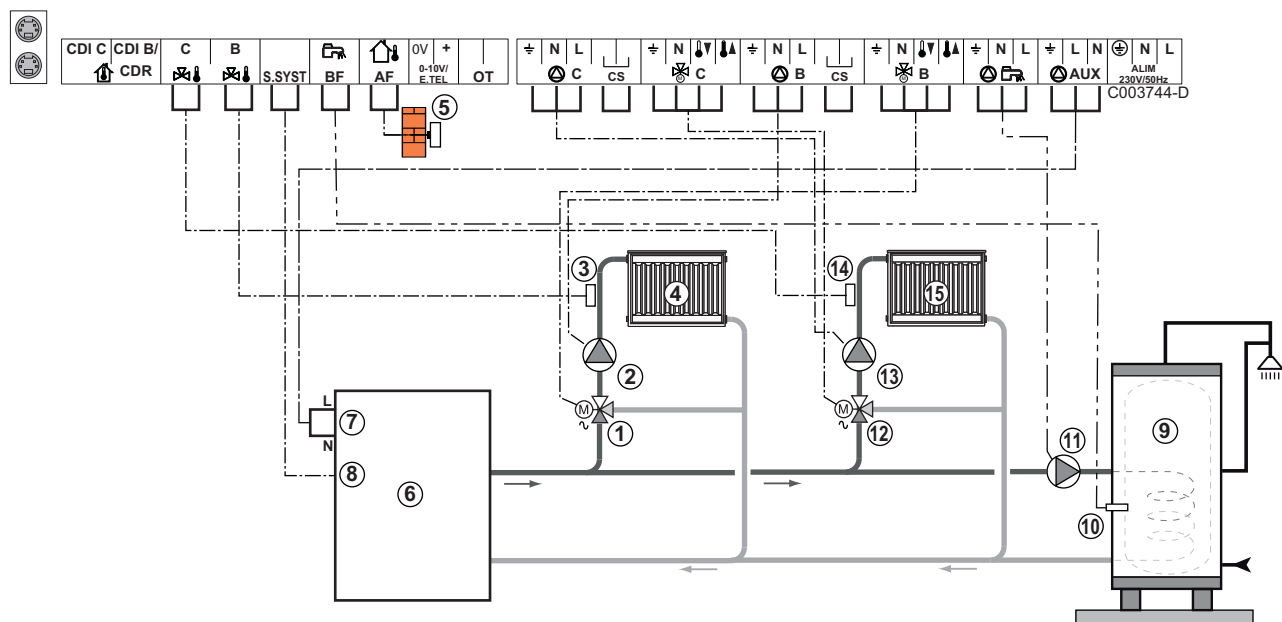 CDI C CDI B/ C B 0V + N L N N L N L N N L L N N L
CDR S.SYST BF AF 0-10V/ OT C CS C B CS B AUX ALIM
E.TEL M M 230V/50Hz
C003744-D
5
3
4
14
15
2
13
L
7
M
1
M
12
11
9
N
8
6
10